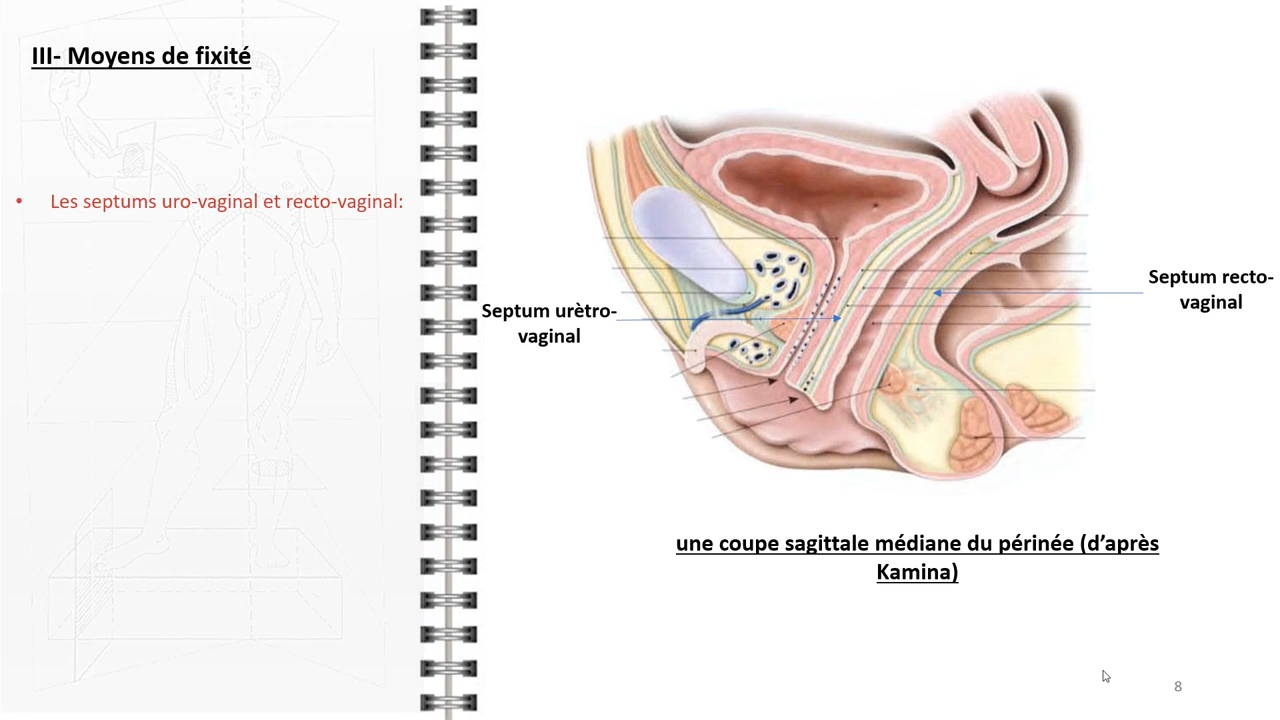 III- Moyens de fixité
• Les septums uro-vaginal et recto-vaginal:
Septum urètro-
vaginal
Septum recto-
vaginal
une coupe sagittale médiane du périnée (d’après
Kamina)
8